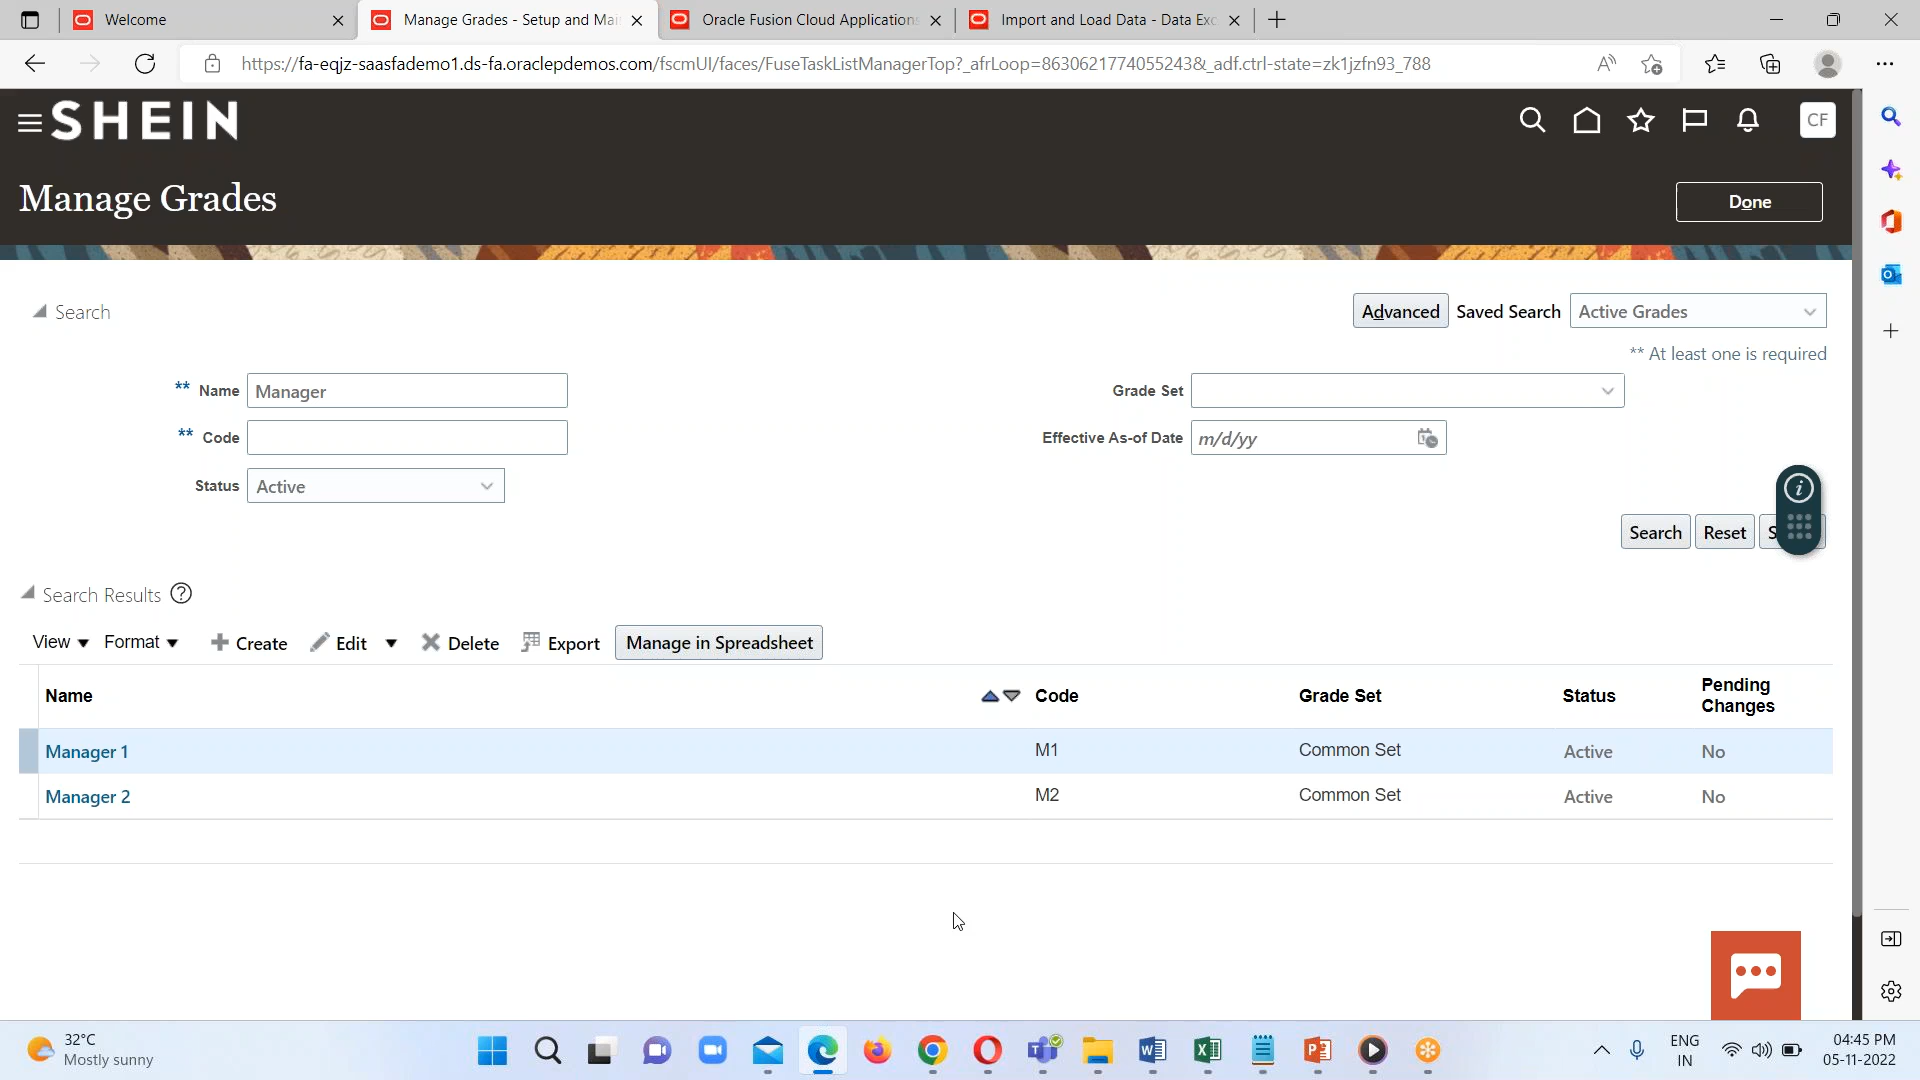 Welcome
Manage Grades - Setup and Mai
Oracle Fusion Cloud Applications
Import and Load Data - Data Exc
https://fa-eqjz-saasfademo1.ds-fa.oraclepdemos.com/fscmUI/faces/FuseTaskListManagerTop?_afrLoop=8630621774055243&_adf.ctrl-state=zk1jzfn93_788
SHEIN
CF
Manage Grades
Done
Search
Advanced Saved Search Active Grades
** At least one is required
** Name Manager
Grade Set
** Code
Effective As-of Date m/d/yy
Status Active
Search Reset S
Search Results
View Format Create Edit Delete Export Manage in Spreadsheet
Name Code Grade Set Status Pending Changes
Manager 1 M1 Common Set Active No
Manager 2 M2 Common Set Active No
32°C
Mostly sunny
ENG
IN
04:45 PM
05-11-2022